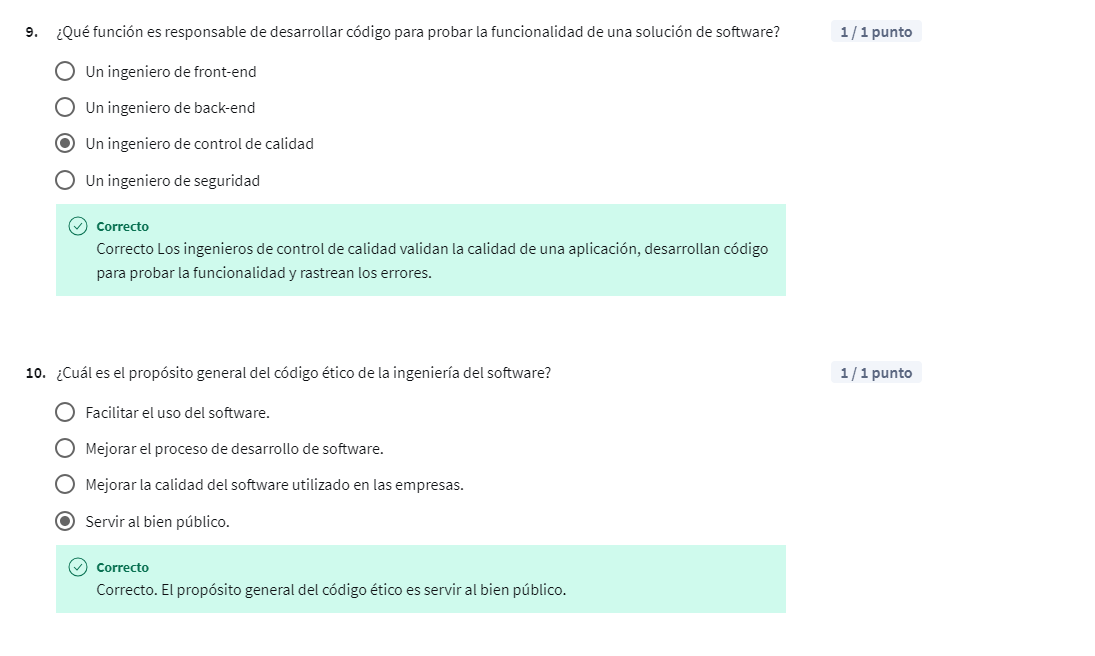 9. ¿Qué función es responsable de desarrollar código para probar la funcionalidad de una solución de software? 1 / 1 punto
Un ingeniero de front-end
Un ingeniero de back-end
Un ingeniero de control de calidad
Un ingeniero de seguridad
Correcto
Correcto Los ingenieros de control de calidad validan la calidad de una aplicación, desarrollan código
para probar la funcionalidad y rastrean los errores.
10. ¿Cuál es el propósito general del código ético de la ingeniería del software? 1 / 1 punto
Facilitar el uso del software.
Mejorar el proceso de desarrollo de software.
Mejorar la calidad del software utilizado en las empresas.
Servir al bien público.
Correcto
Correcto. El propósito general del código ético es servir al bien público.